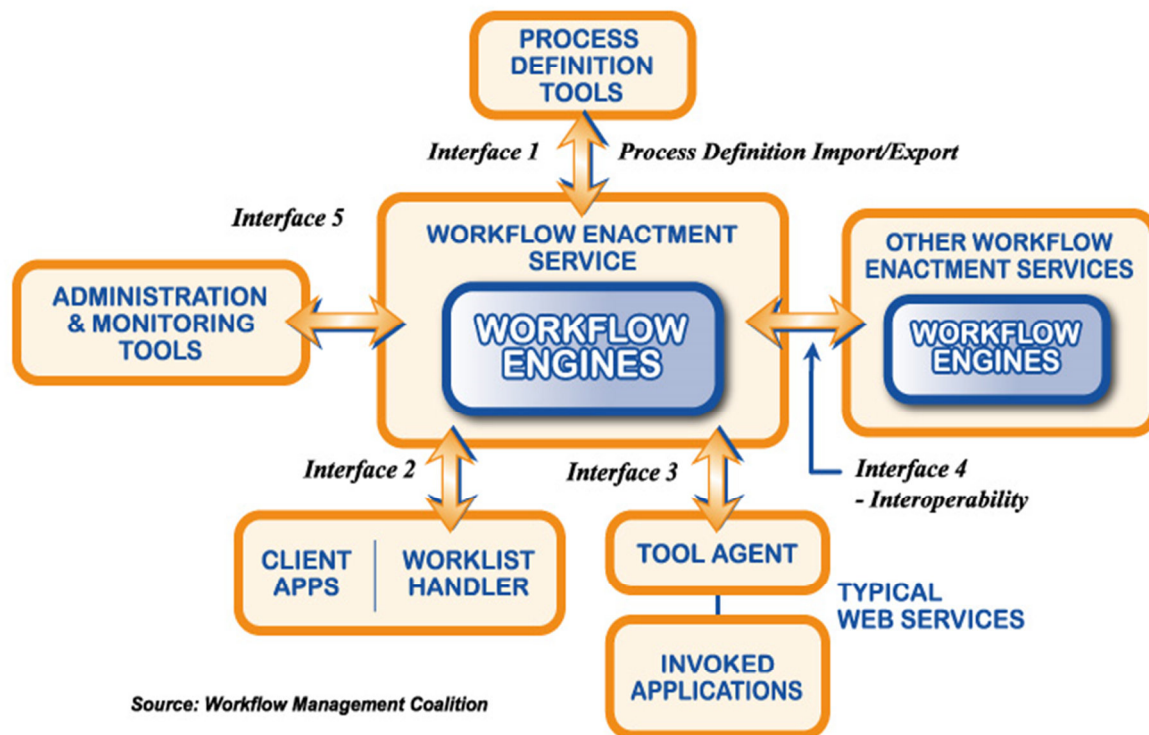 PROCESS
DEFINITION
TOOLS
Interface 1
Process Definition Import/Export
Interface 5
WORKFLOW ENACTMENT
SERVICE
WORKFLOW
ENGINES
OTHER WORKFLOW
ENACTMENT SERVICES
WORKFLOW
ENGINES
ADMINISTRATION
& MONITORING
TOOLS
Interface 2
Interface 3
Interface 4
- Interoperability
CLIENT
APPS
WORKLIST
HANDLER
TOOL AGENT
TYPICAL
WEB SERVICES
INVOKED
APPLICATIONS
Source: Workflow Management Coalition